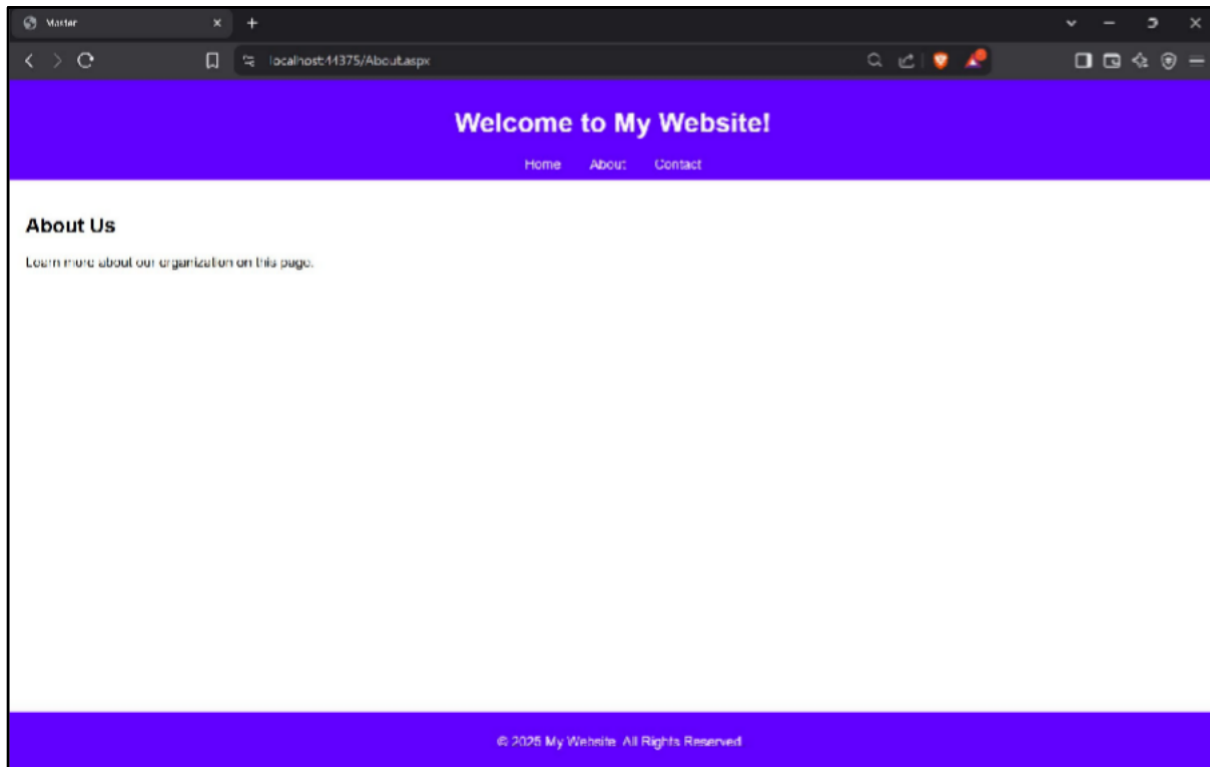 Master
localhost:44375/About.aspx
Welcome to My Website!
Home About Contact
About Us
Learn more about our organization on this page.
© 2025 My Website. All Rights Reserved.